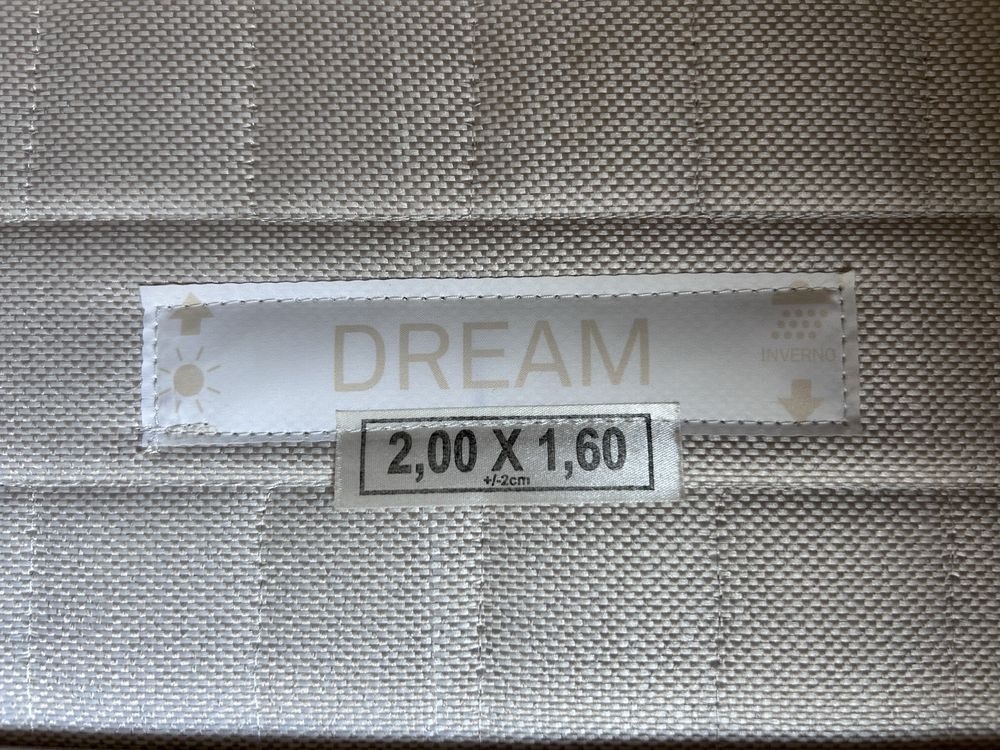 DREAM
INVERNO
2,00 X 1,60
+/-2cm